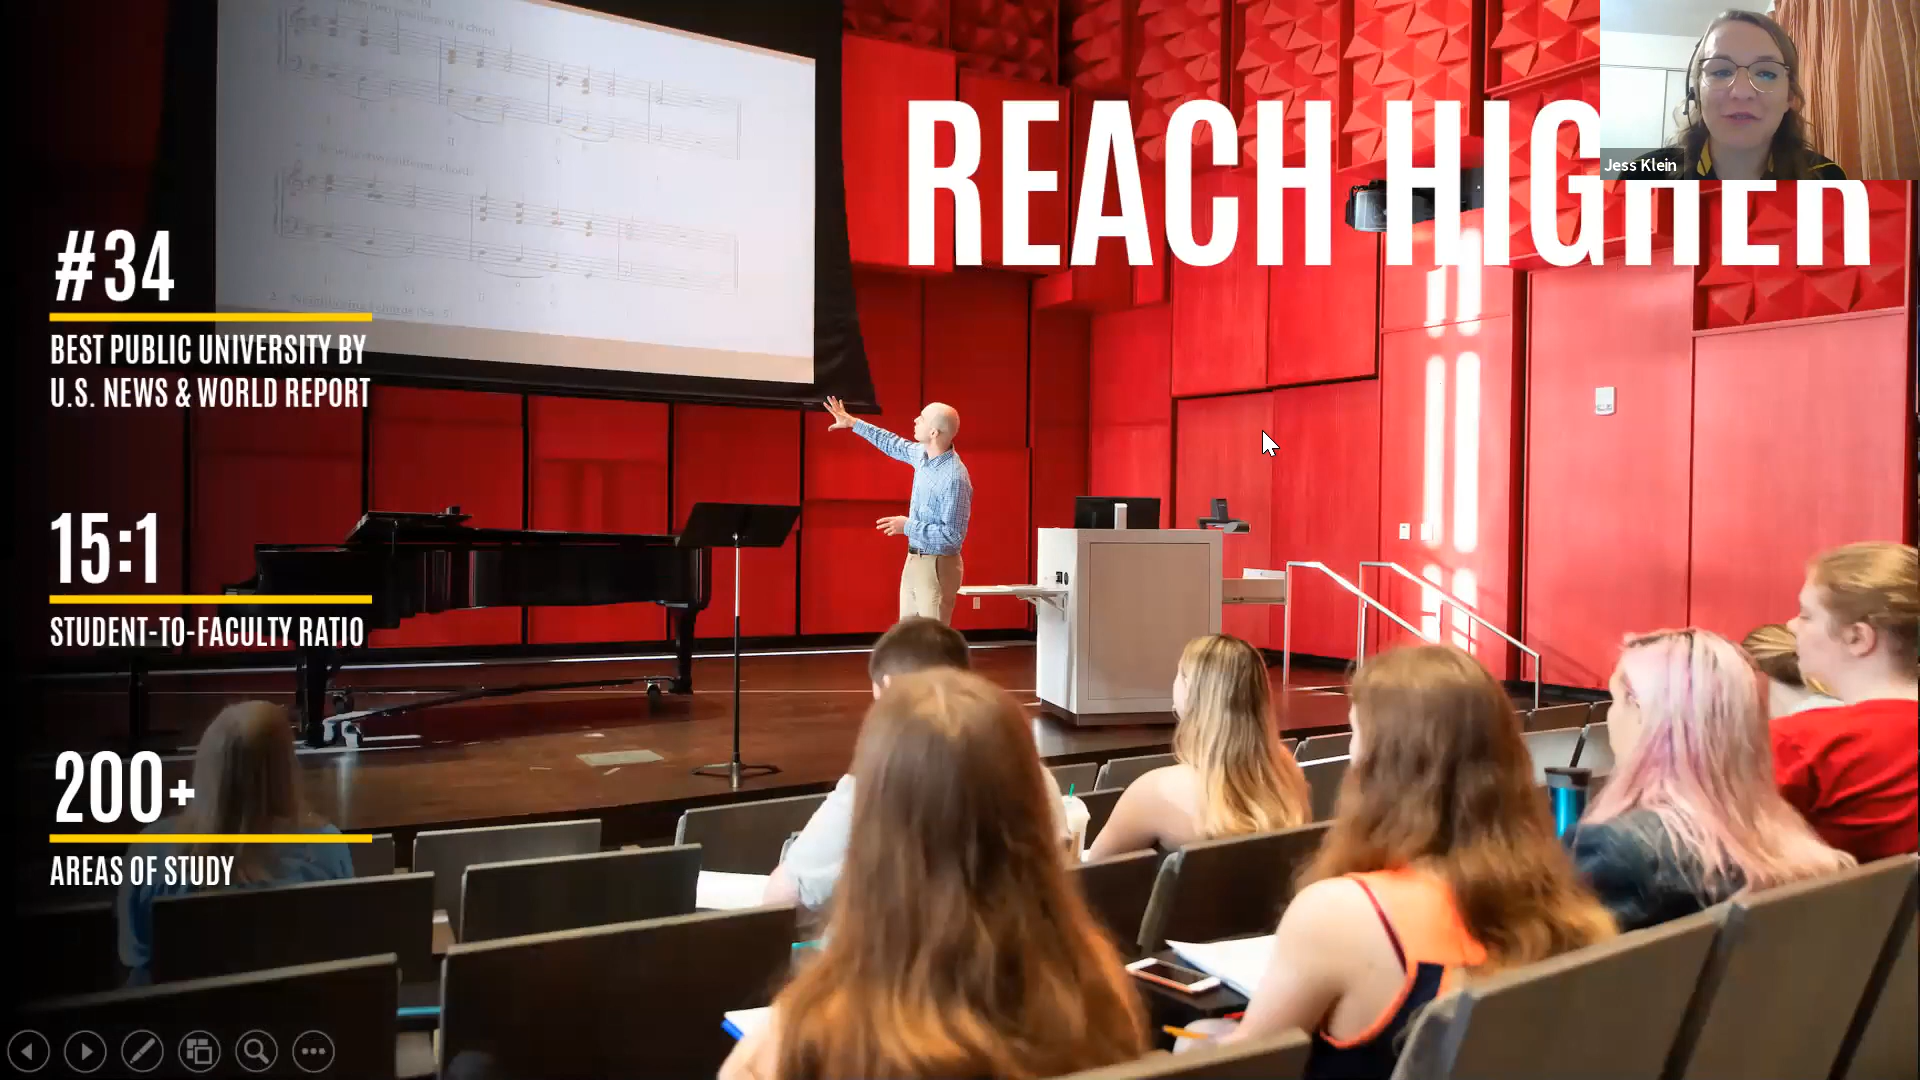 REACH HIGHER
Jess Klein
#34
BEST PUBLIC UNIVERSITY BY
U.S. NEWS & WORLD REPORT
15:1
STUDENT-TO-FACULTY RATIO
200+
AREAS OF STUDY